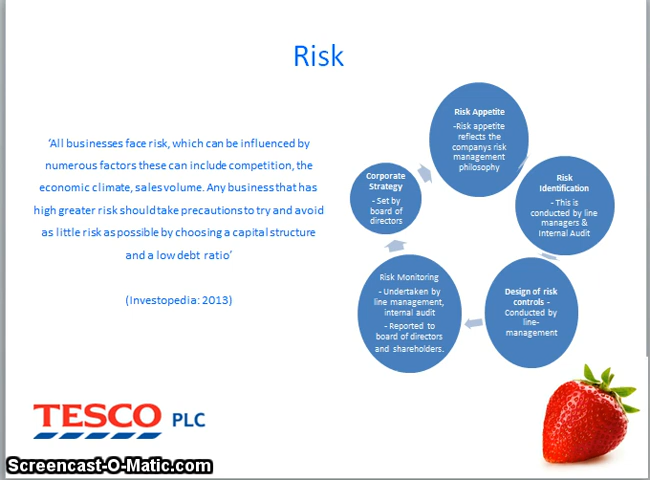 Risk
‘All businesses face risk, which can be influenced by
numerous factors these can include competition, the
economic climate, sales volume. Any business that has
high greater risk should take precautions to try and avoid
as little risk as possible by choosing a capital structure
and a low debt ratio’
(Investopedia: 2013)
Risk Appetite
-Risk appetite
reflects the
companys risk
management
philosophy
Risk
Identification
- This is
conducted by line
managers &
Internal Audit
Design of risk
controls -
Conducted by
line-
management
Risk Monitoring
- Undertaken by
line management,
internal audit
- Reported to
board of directors
and shareholders.
Corporate
Strategy
- Set by
board of
directors
TESCO PLC
Screencast-O-Matic.com